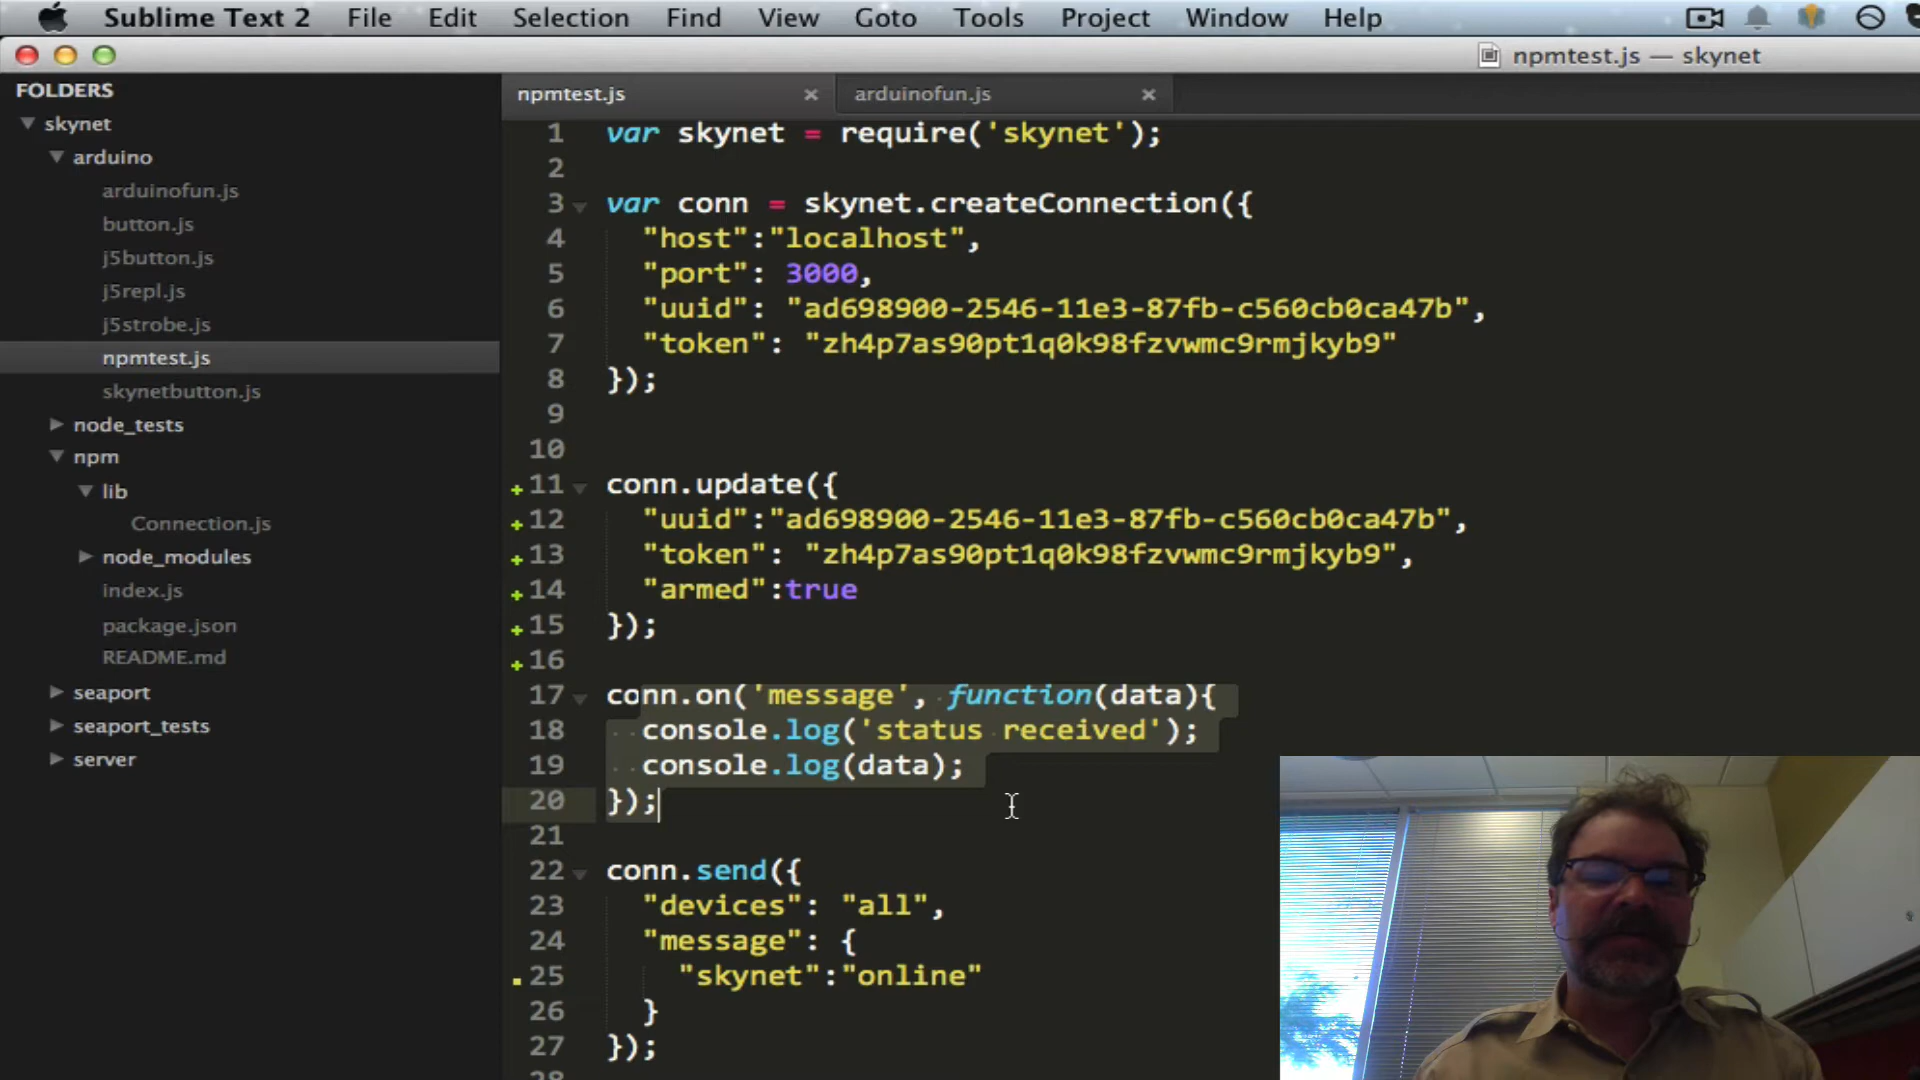 Sublime Text 2 File Edit Selection Find View Goto Tools Project Window Help
npmtest.js — skynet
FOLDERS
skynet
arduino
arduinofun.js
button.js
j5button.js
j5repl.js
j5strobe.js
npmtest.js
skynetbutton.js
node_tests
npm
lib
Connection.js
node_modules
index.js
package.json
README.md
seaport
seaport_tests
server
npmtest.js × arduinofun.js ×
1 var skynet = require('skynet');
2
3 var conn = skynet.createConnection({
4 "host":"localhost",
5 "port": 3000,
6 "uuid": "ad698900-2546-11e3-87fb-c560cb0ca47b",
7 "token": "zh4p7as90pt1q0k98fzvwmc9rmjkyb9"
8 });
9
10
11 conn.update({
12 "uuid":"ad698900-2546-11e3-87fb-c560cb0ca47b",
13 "token": "zh4p7as90pt1q0k98fzvwmc9rmjkyb9",
14 "armed":true
15 });
16
17 conn.on('message', function(data){
18 console.log('status received');
19 console.log(data);
20 });
21
22 conn.send({
23 "devices": "all",
24 "message": {
25 "skynet":"online"
26 }
27 });
28